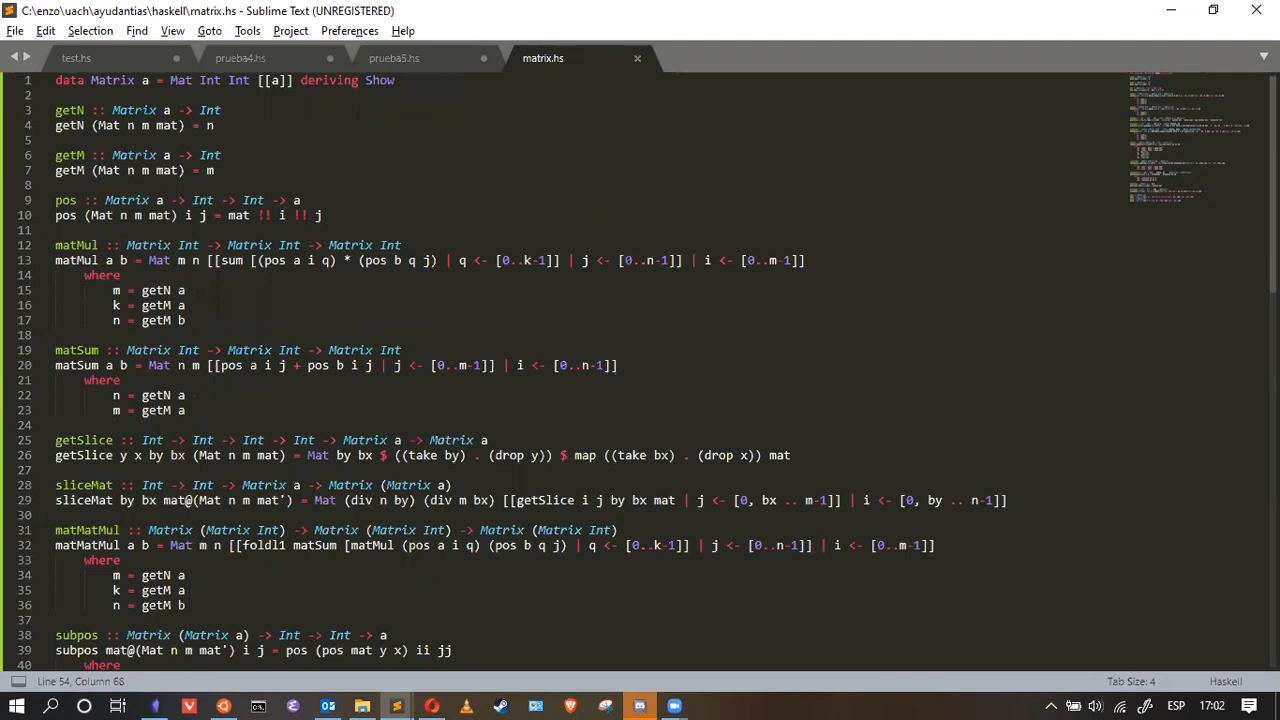 C:\enzo\uach\ayudantias\haskell\matrix.hs - Sublime Text (UNREGISTERED)
File Edit Selection Find View Goto Tools Project Preferences Help
test.hs prueba4.hs prueba5.hs matrix.hs
1 data Matrix a = Mat Int Int [[a]] deriving Show
2
3 getN :: Matrix a -> Int
4 getN (Mat n m mat) = n
5
6 getM :: Matrix a -> Int
7 getM (Mat n m mat) = m
8
9 pos :: Matrix a -> Int -> Int -> a
10 pos (Mat n m mat) i j = mat !! i !! j
11
12 matMul :: Matrix Int -> Matrix Int -> Matrix Int
13 matMul a b = Mat m n [[sum [(pos a i q) * (pos b q j) | q <- [0..k-1]] | j <- [0..n-1]] | i <- [0..m-1]]
14 where
15 m = getN a
16 k = getM a
17 n = getM b
18
19 matSum :: Matrix Int -> Matrix Int -> Matrix Int
20 matSum a b = Mat n m [[pos a i j + pos b i j | j <- [0..m-1]] | i <- [0..n-1]]
21 where
22 n = getN a
23 m = getM a
24
25 getSlice :: Int -> Int -> Int -> Int -> Matrix a -> Matrix a
26 getSlice y x by bx (Mat n m mat) = Mat by bx $ ((take by) . (drop y)) $ map ((take bx) . (drop x)) mat
27
28 sliceMat :: Int -> Int -> Matrix a -> Matrix (Matrix a)
29 sliceMat by bx mat@(Mat n m mat') = Mat (div n by) (div m bx) [[getSlice i j by bx mat | j <- [0, bx .. m-1]] | i <- [0, by .. n-1]]
30
31 matMatMul :: Matrix (Matrix Int) -> Matrix (Matrix Int) -> Matrix (Matrix Int)
32 matMatMul a b = Mat m n [[foldl1 matSum [matMul (pos a i q) (pos b q j) | q <- [0..k-1]] | j <- [0..n-1]] | i <- [0..m-1]]
33 where
34 m = getN a
35 k = getM a
36 n = getM b
37
38 subpos :: Matrix (Matrix a) -> Int -> Int -> a
39 subpos mat@(Mat n m mat') i j = pos (pos mat y x) ii jj
40 where
Line 54, Column 68 Tab Size: 4 Haskell
ESP 17:02